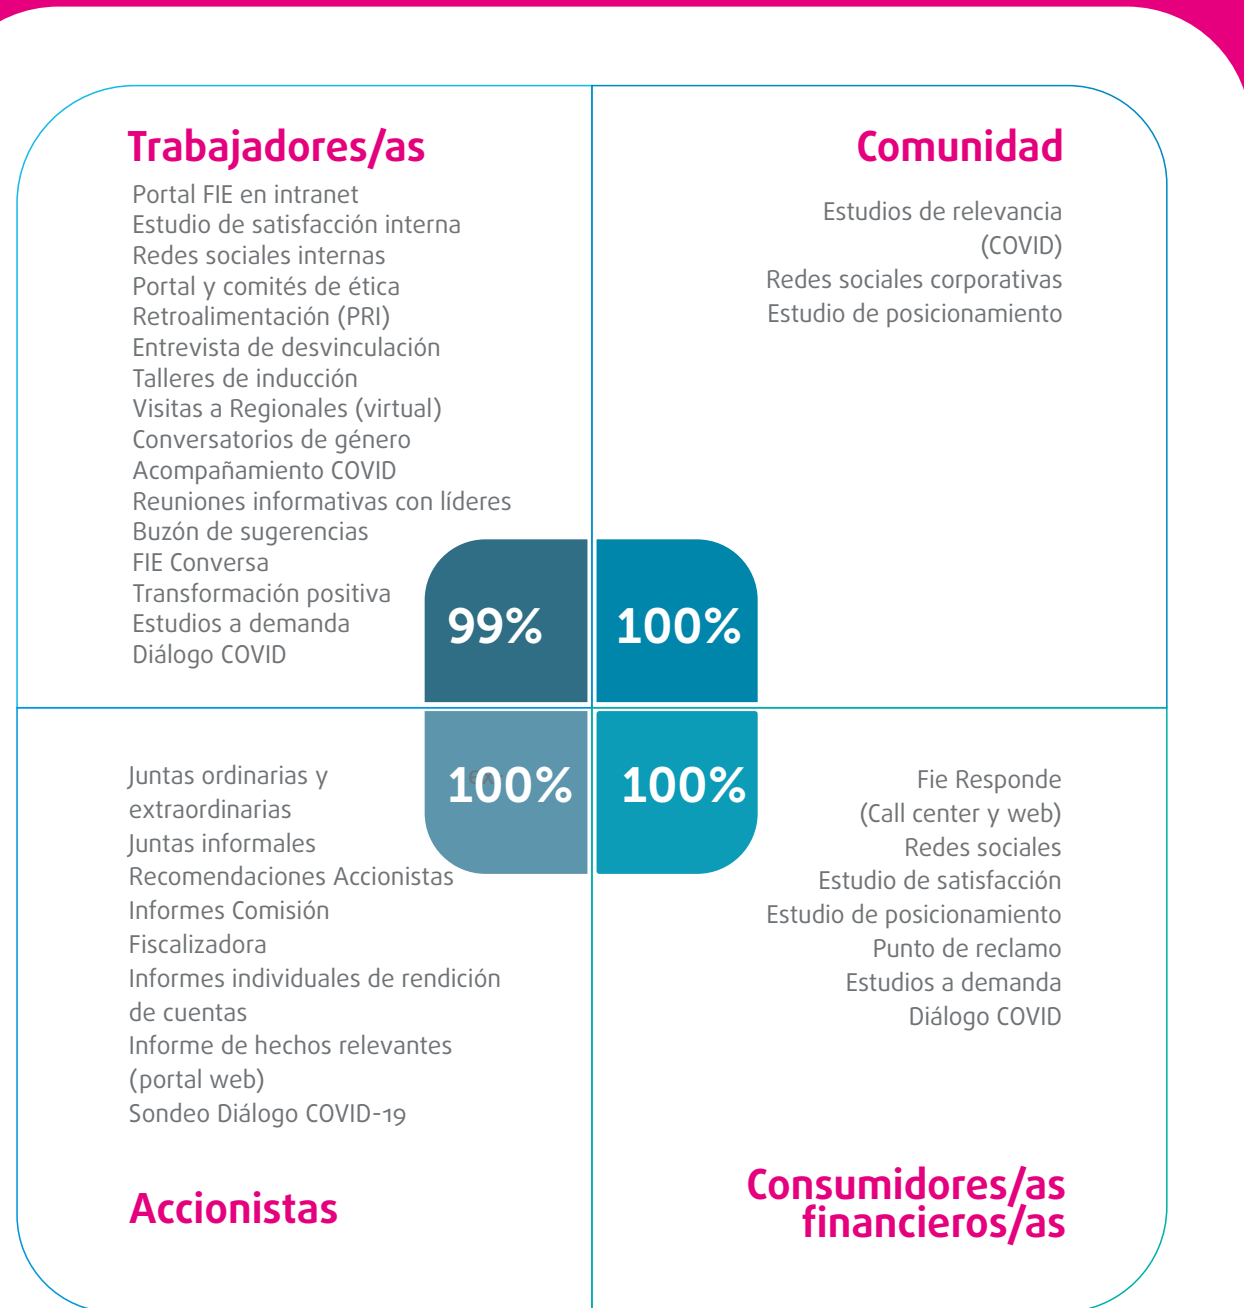 Trabajadores/as
Portal FIE en intranet
Estudio de satisfacción interna
Redes sociales internas
Portal y comités de ética
Retroalimentación (PRI)
Entrevista de desvinculación
Talleres de inducción
Visitas a Regionales (virtual)
Conversatorios de género
Acompañamiento COVID
Reuniones informativas con líderes
Buzón de sugerencias
FIE Conversa
Transformación positiva
Estudios a demanda
Diálogo COVID
99%
Comunidad
Estudios de relevancia
(COVID)
Redes sociales corporativas
Estudio de posicionamiento
100%
Juntas ordinarias y
extraordinarias
Juntas informales
Recomendaciones Accionistas
Informes Comisión
Fiscalizadora
Informes individuales de rendición
de cuentas
Informe de hechos relevantes
(portal web)
Sondeo Diálogo COVID-19
Accionistas
100%
100%
Fie Responde
(Call center y web)
Redes sociales
Estudio de satisfacción
Estudio de posicionamiento
Punto de reclamo
Estudios a demanda
Diálogo COVID
Consumidores/as
financieros/as